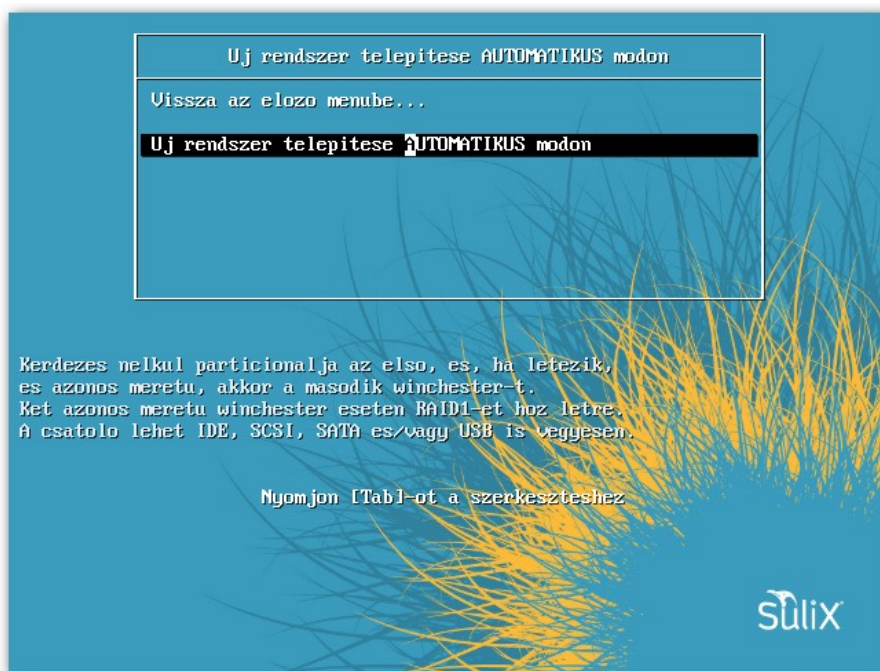 Uj rendszer telepitese AUTOMATIKUS modon
Vissza az elozo menube...
Uj rendszer telepitese AUTOMATIKUS modon
Kerdezes nelkul particionalja az elso, es, ha letezik,
es azonos meretu, akkor a masodik winchester-t.
Ket azonos meretu winchester eseten RAID1-et hoz letre.
A csatolo lehet IDE, SCSI, SATA es/vagy USB is vegyesen.
Nyomjon [Tab]-ot a szerkeszteshez
SuliX